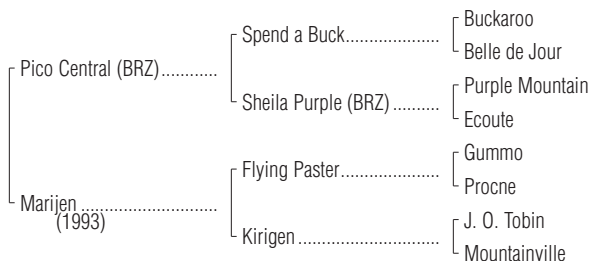 Buckaroo
Spend a Buck
Belle de Jour
Pico Central (BRZ)
Purple Mountain
Sheila Purple (BRZ)
Ecoute
Gummo
Flying Paster
Procne
Marijen
(1993)
J. O. Tobin
Kirigen
Mountainville